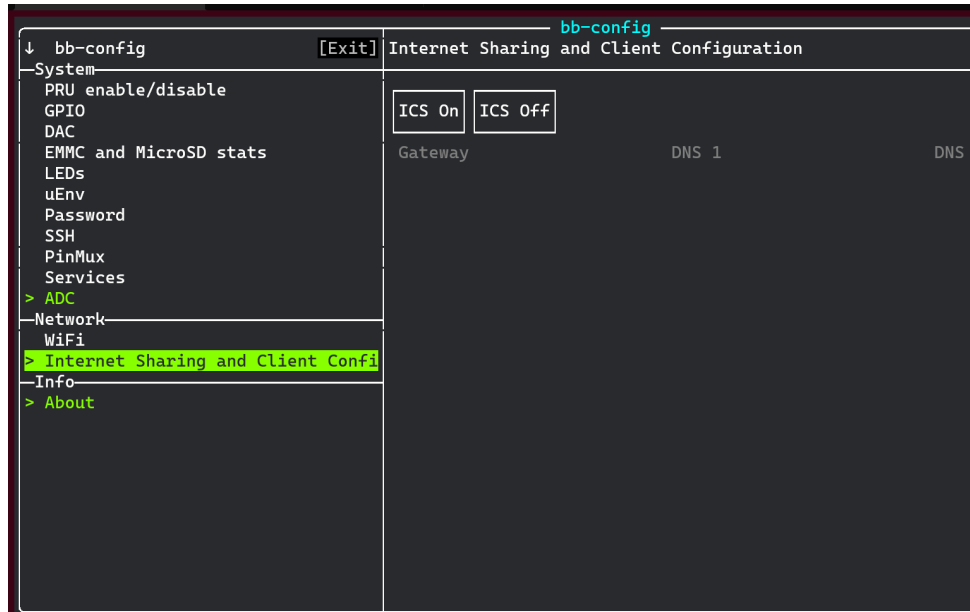 bb-config
↓ bb-config [Exit] Internet Sharing and Client Configuration
System
PRU enable/disable
GPIO
ICS On ICS Off
DAC
EMMC and MicroSD stats
Gateway DNS 1 DNS
LEDs
uEnv
Password
SSH
PinMux
Services
> ADC
Network
WiFi
> Internet Sharing and Client Confi
Info
> About